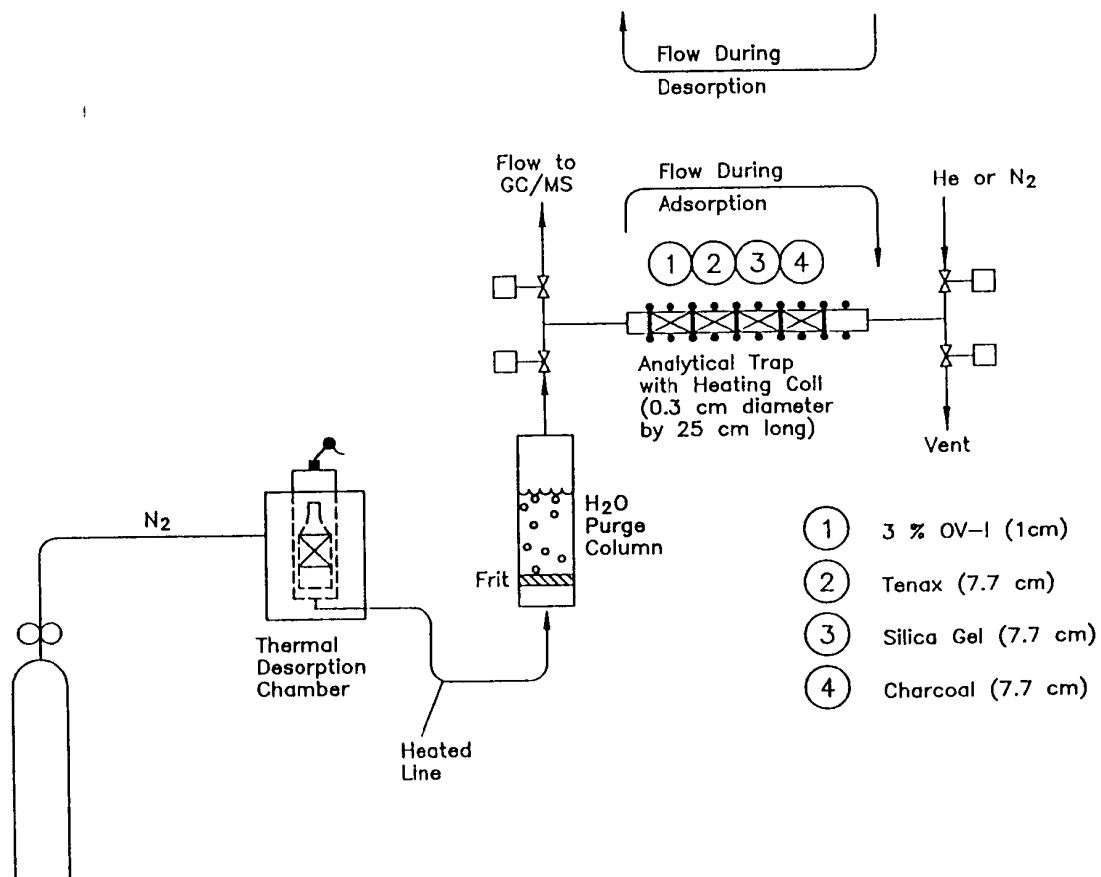 Flow During
Desorption
Flow to
GC/MS
Flow During
Adsorption
He or N₂
1 2 3 4
Analytical Trap
with Heating Coil
(0.3 cm diameter
by 25 cm long)
Vent
N₂
H₂O
Purge
Column
Frit
Thermal
Desorption
Chamber
Heated
Line
1 3 % OV-I (1cm)
2 Tenax (7.7 cm)
3 Silica Gel (7.7 cm)
4 Charcoal (7.7 cm)